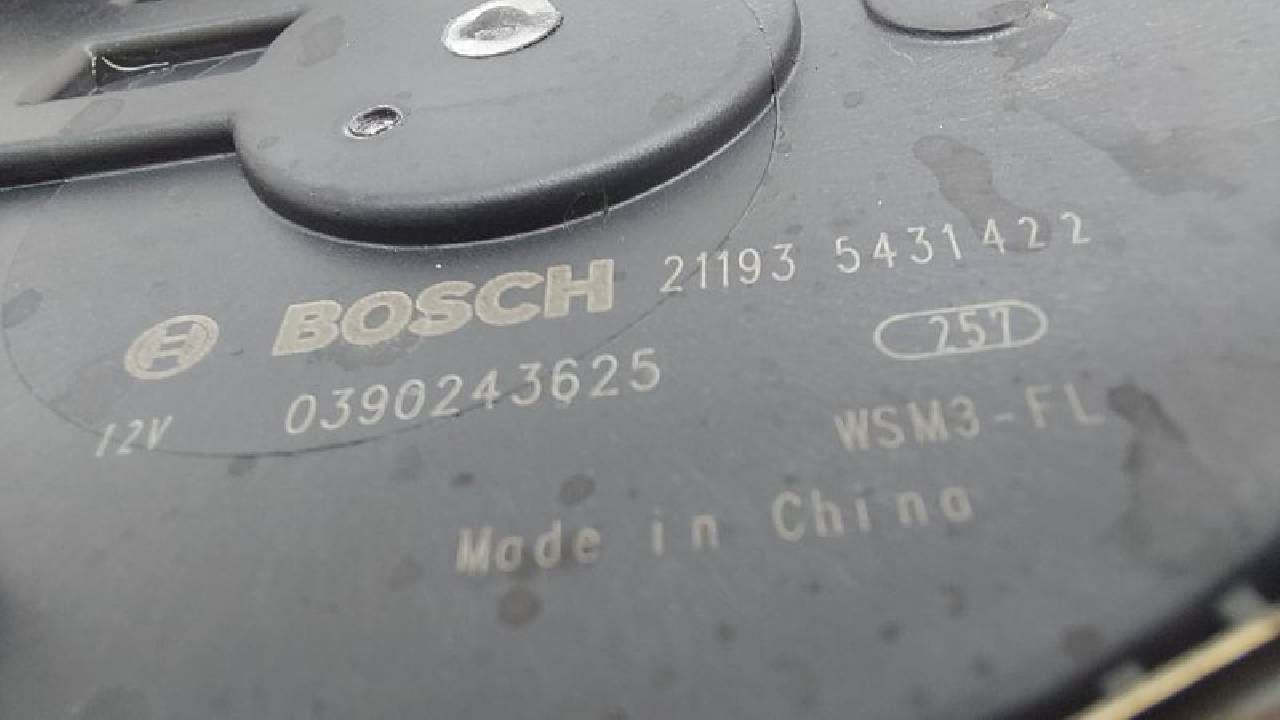 BOSCH 21193 5431422
257
12V 0390243625
WSM3-FL
Made in China